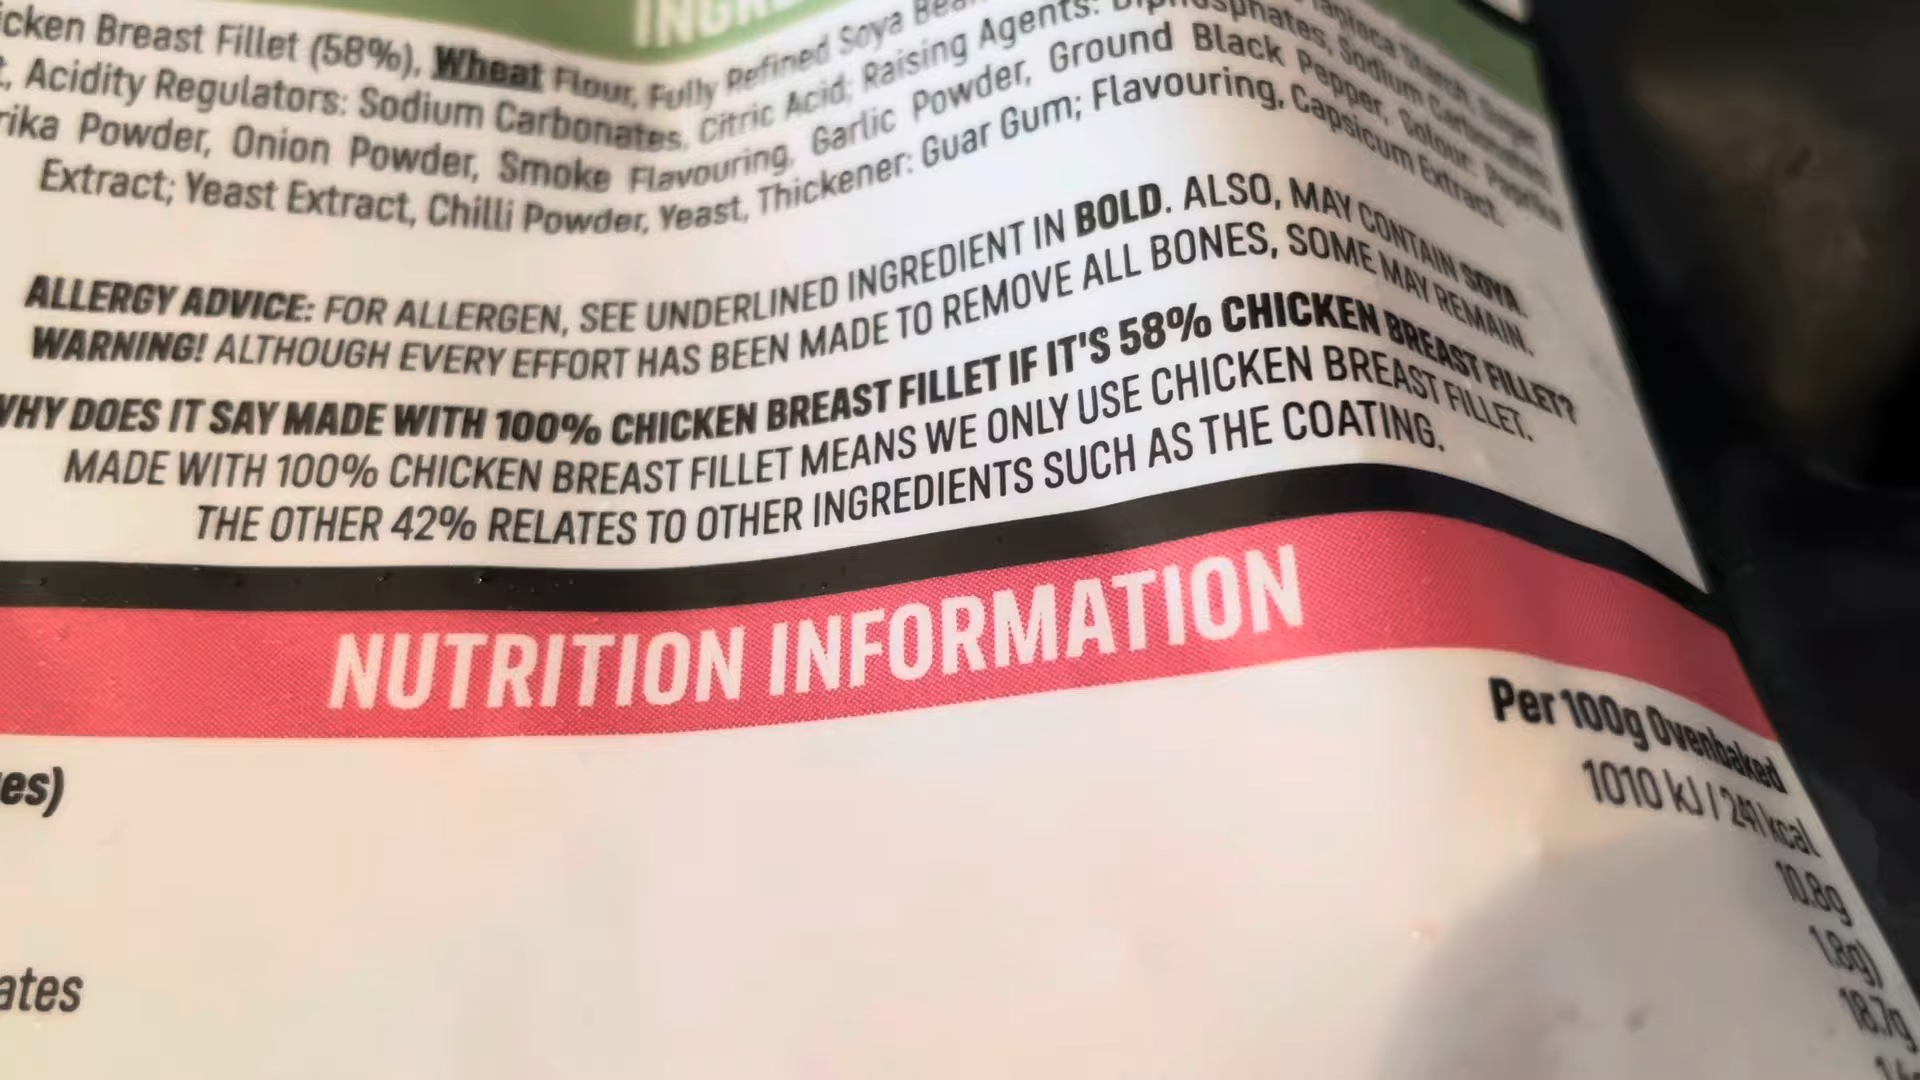 INGRE
cken Breast Fillet (58%), Wheat Flour, Fully Refined Soya Bean Tapioca Starch, Sugar
t, Acidity Regulators: Sodium Carbonates, Citric Acid; Raising Agents: Diphosphates, Sodium Carbonates
rika Powder, Onion Powder, Smoke Flavouring, Garlic Powder, Ground Black Pepper, Colour: Paprika
Extract; Yeast Extract, Chilli Powder, Yeast, Thickener: Guar Gum; Flavouring, Capsicum Extract.
ALLERGY ADVICE: FOR ALLERGEN, SEE UNDERLINED INGREDIENT IN BOLD. ALSO, MAY CONTAIN SOYA.
WARNING! ALTHOUGH EVERY EFFORT HAS BEEN MADE TO REMOVE ALL BONES, SOME MAY REMAIN.
WHY DOES IT SAY MADE WITH 100% CHICKEN BREAST FILLET IF IT'S 58% CHICKEN BREAST FILLET?
MADE WITH 100% CHICKEN BREAST FILLET MEANS WE ONLY USE CHICKEN BREAST FILLET.
THE OTHER 42% RELATES TO OTHER INGREDIENTS SUCH AS THE COATING.
NUTRITION INFORMATION
Per 100g Ovenbaked
es) 1010 kJ / 241 kcal
10.8g
1.8g)
ates 18.7g